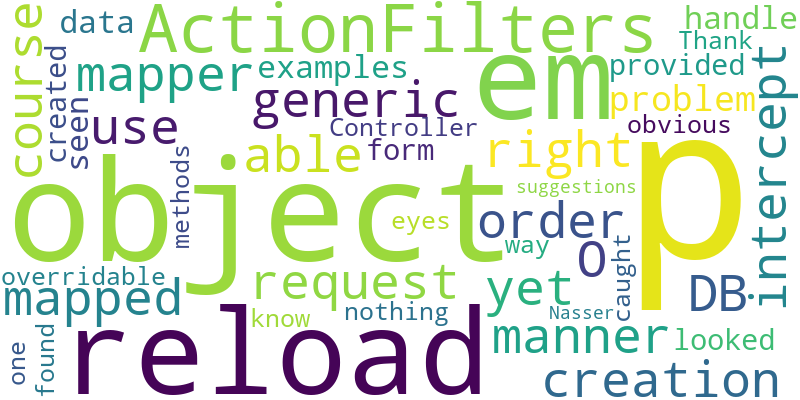 course
data
ActionFilters
handle
Thank
created
seen
mapper
examples
em
provided
intercept
use
generic
problem
Controller
obvious
methods
able
form
right
p
object
suggestions
eyes
order
O
way
caught
overridable
request
yet
DB
mapped
reload
know
nothing
Nasser
manner
looked
one
found
creation